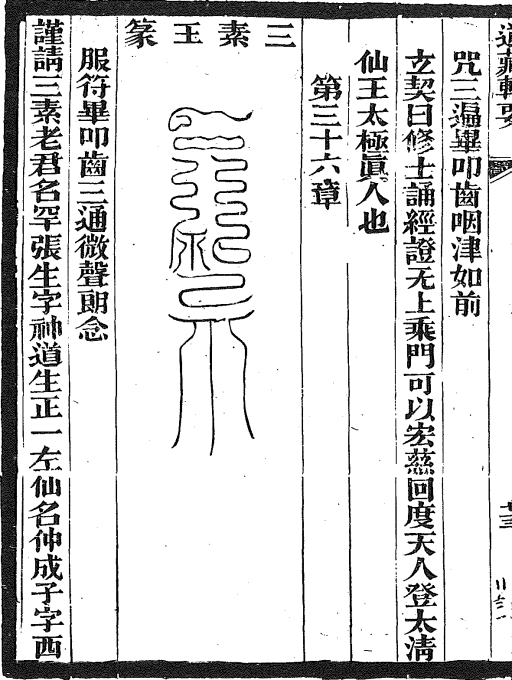 道藏輯要
咒三遍畢叩齒咽津如前
玄契曰修士誦經證无上乘門可以宏慈回度天人登太淸
仙王太極眞人也
第三十六章
三素玉篆
服符畢叩齒三通微聲朗念
謹請三素老君名罕張生字神道生正一左仙名仲成子字西